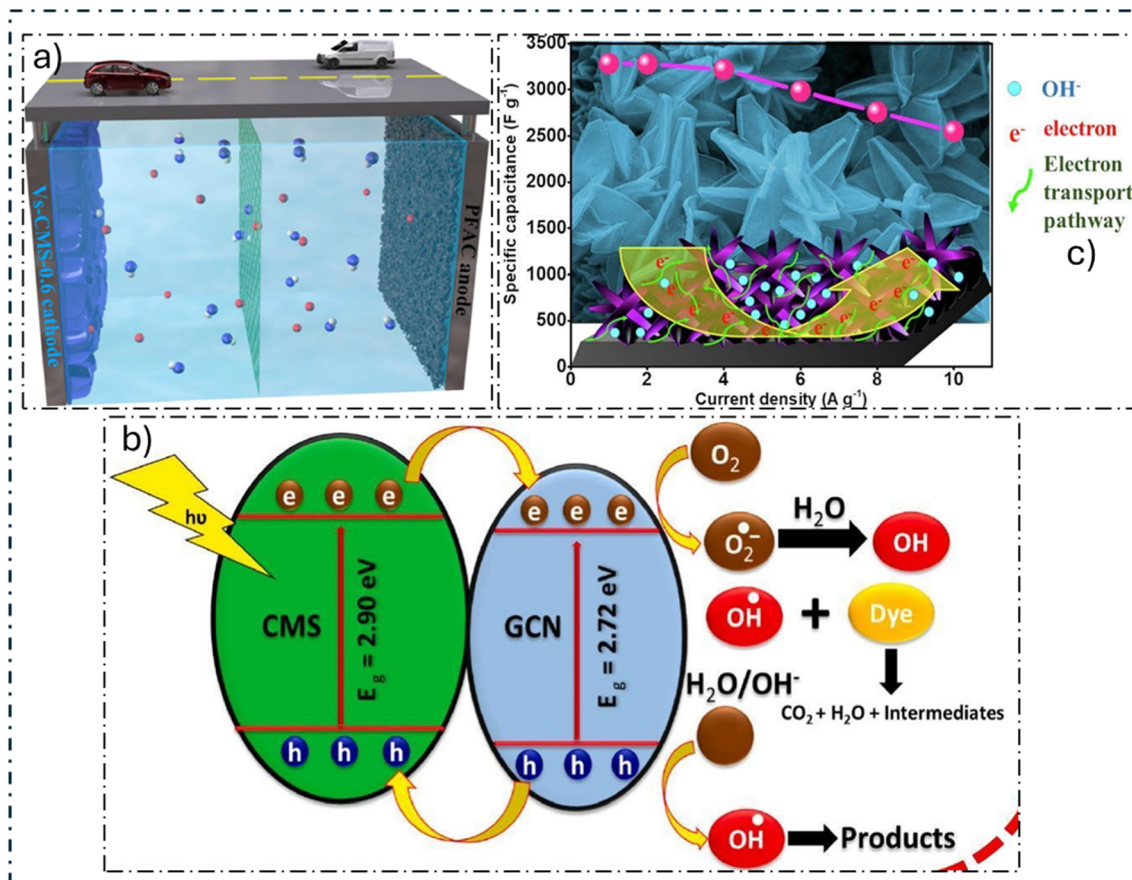 a)
Vs-CMS-0.6 cathode
PFAC anode
c)
Specific capacitance (F g⁻¹)
3500
3000
2500
2000
1500
1000
500
0
0 2 4 6 8 10
Current density (A g⁻¹)
OH⁻
e⁻ electron
Electron
transport
pathway
e⁻ e⁻ e⁻ e⁻ e⁻ e⁻ e⁻ e⁻ e⁻
b)
hυ
e e e
CMS
E g = 2.90 eV
h h h
e e e
GCN
E g = 2.72 eV
h h h
O₂
O₂•⁻
H₂O
OH
OH•
+
Dye
CO₂ + H₂O + Intermediates
H₂O/OH⁻
OH•
Products